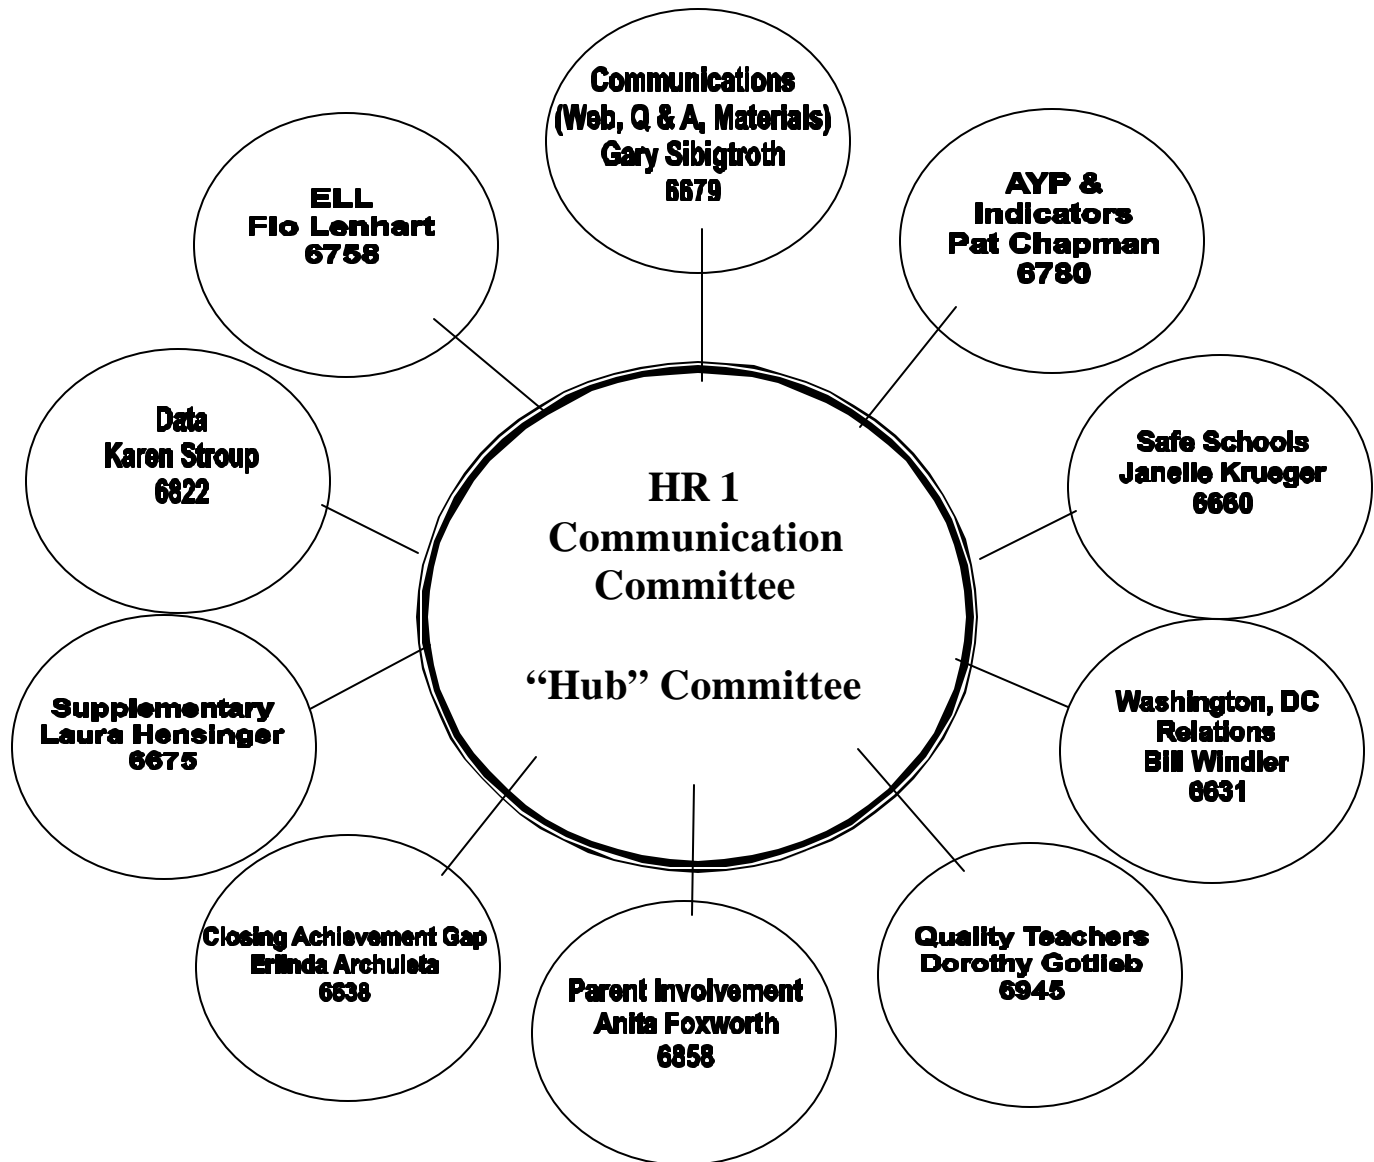 Communications
(Web, Q & A, Materials)
Gary Sibigtroth
6679
AYP &
Indicators
Pat Chapman
6780
ELL
Flo Lenhart
6758
Data
Karen Stroup
6822
Safe Schools
Janelle Krueger
6660
HR 1
Communication
Committee
“Hub” Committee
Supplementary
Laura Hensinger
6675
Washington, DC
Relations
Bill Windler
6631
Closing Achievement Gap
Erlinda Archuleta
6638
Parent Involvement
Anita Foxworth
6858
Quality Teachers
Dorothy Gotlieb
6945